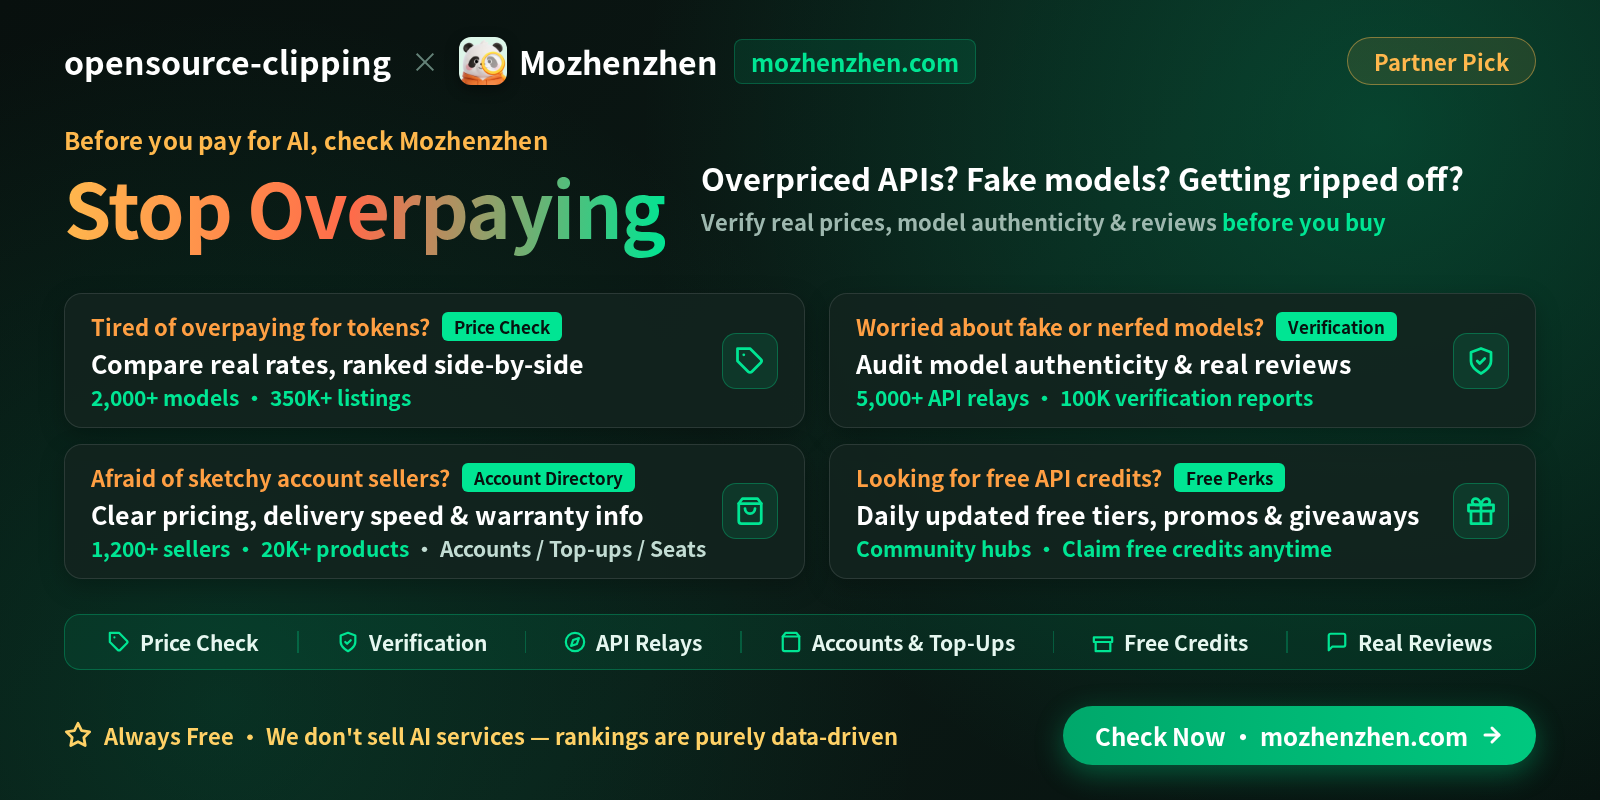 opensource-clipping × Mozhenzhen mozhenzhen.com Partner Pick
Before you pay for AI, check Mozhenzhen
Stop Overpaying
Overpriced APIs? Fake models? Getting ripped off?
Verify real prices, model authenticity & reviews before you buy
Tired of overpaying for tokens? Price Check
Compare real rates, ranked side-by-side
2,000+ models • 350K+ listings
Worried about fake or nerfed models? Verification
Audit model authenticity & real reviews
5,000+ API relays • 100K verification reports
Afraid of sketchy account sellers? Account Directory
Clear pricing, delivery speed & warranty info
1,200+ sellers • 20K+ products • Accounts / Top-ups / Seats
Looking for free API credits? Free Perks
Daily updated free tiers, promos & giveaways
Community hubs • Claim free credits anytime
Price Check | Verification | API Relays | Accounts & Top-Ups | Free Credits | Real Reviews
Always Free • We don't sell AI services — rankings are purely data-driven
Check Now • mozhenzhen.com →